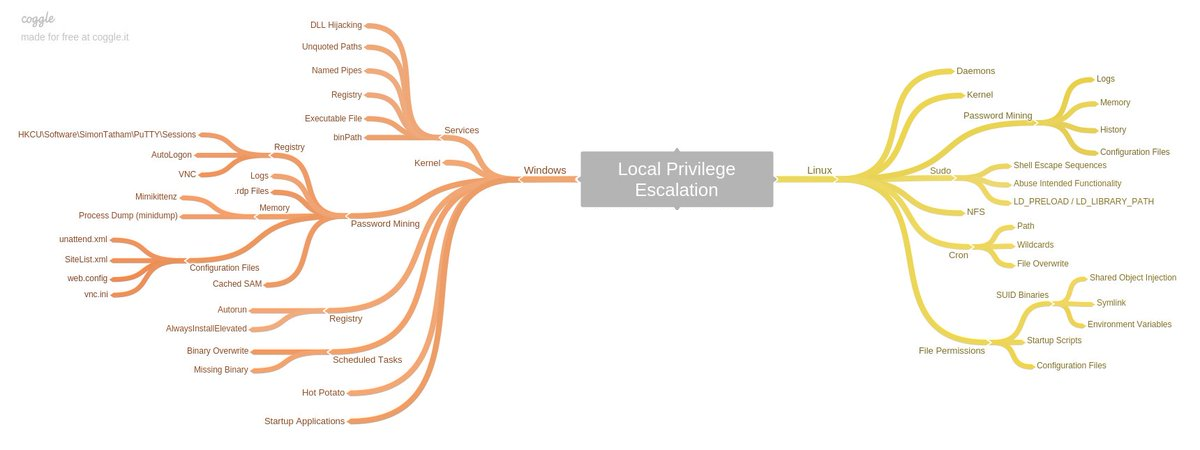 coggle
made for free at coggle.it
Local Privilege
Escalation
Windows
Services
DLL Hijacking
Unquoted Paths
Named Pipes
Registry
Executable File
binPath
Kernel
Password Mining
Registry
HKCU\Software\SimonTatham\PuTTY\Sessions
AutoLogon
VNC
Logs
.rdp Files
Memory
Mimikittenz
Process Dump (minidump)
Configuration Files
unattend.xml
SiteList.xml
web.config
vnc.ini
Cached SAM
Registry
Autorun
AlwaysInstallElevated
Scheduled Tasks
Binary Overwrite
Missing Binary
Hot Potato
Startup Applications
Linux
Daemons
Kernel
Password Mining
Logs
Memory
History
Configuration Files
Sudo
Shell Escape Sequences
Abuse Intended Functionality
LD_PRELOAD / LD_LIBRARY_PATH
NFS
Cron
Path
Wildcards
File Overwrite
File Permissions
SUID Binaries
Shared Object Injection
Symlink
Environment Variables
Startup Scripts
Configuration Files